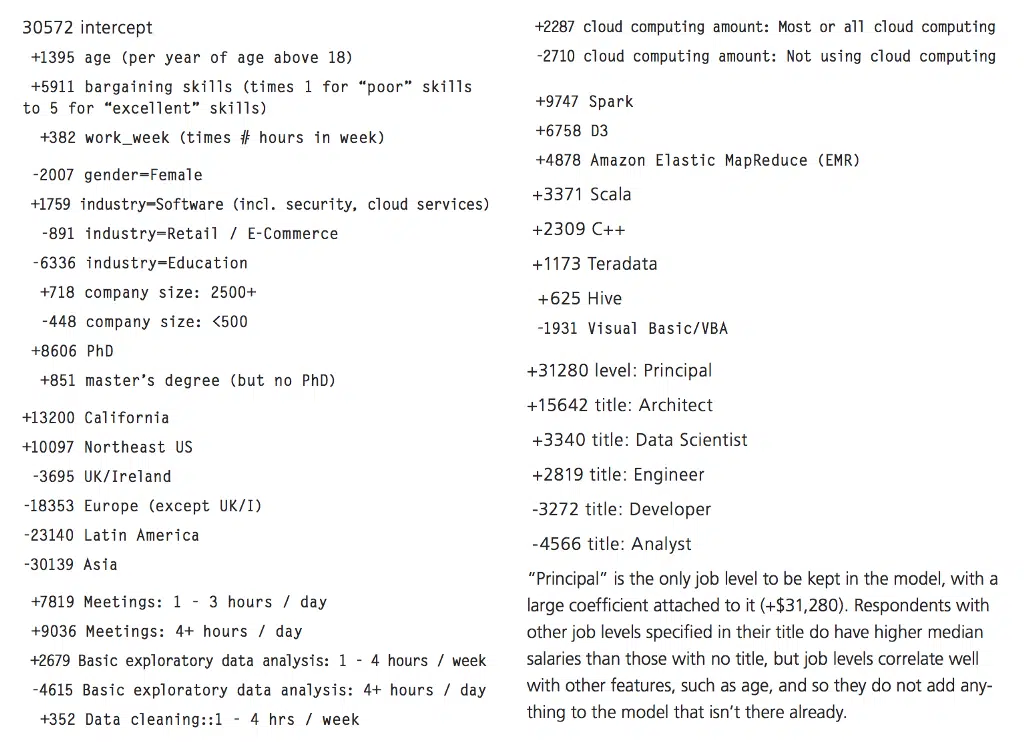 30572 intercept
+1395 age (per year of age above 18)
+5911 bargaining skills (times 1 for “poor” skills
to 5 for “excellent” skills)
+382 work_week (times # hours in week)
-2007 gender=Female
+1759 industry=Software (incl. security, cloud services)
-891 industry=Retail / E-Commerce
-6336 industry=Education
+718 company size: 2500+
-448 company size: <500
+8606 PhD
+851 master’s degree (but no PhD)
+13200 California
+10097 Northeast US
-3695 UK/Ireland
-18353 Europe (except UK/I)
-23140 Latin America
-30139 Asia
+7819 Meetings: 1 - 3 hours / day
+9036 Meetings: 4+ hours / day
+2679 Basic exploratory data analysis: 1 - 4 hours / week
-4615 Basic exploratory data analysis: 4+ hours / day
+352 Data cleaning::1 - 4 hrs / week
+2287 cloud computing amount: Most or all cloud computing
-2710 cloud computing amount: Not using cloud computing
+9747 Spark
+6758 D3
+4878 Amazon Elastic MapReduce (EMR)
+3371 Scala
+2309 C++
+1173 Teradata
+625 Hive
-1931 Visual Basic/VBA
+31280 level: Principal
+15642 title: Architect
+3340 title: Data Scientist
+2819 title: Engineer
-3272 title: Developer
-4566 title: Analyst
“Principal” is the only job level to be kept in the model, with a
large coefficient attached to it (+$31,280). Respondents with
other job levels specified in their title do have higher median
salaries than those with no title, but job levels correlate well
with other features, such as age, and so they do not add any-
thing to the model that isn’t there already.